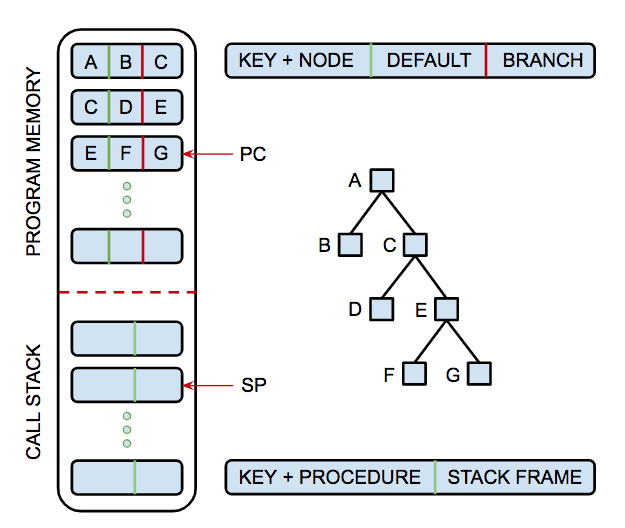 PROGRAM MEMORY
A B C
C D E
E F G
PC
KEY + NODE DEFAULT BRANCH
A
B C
D E
F G
CALL STACK
SP
KEY + PROCEDURE STACK FRAME